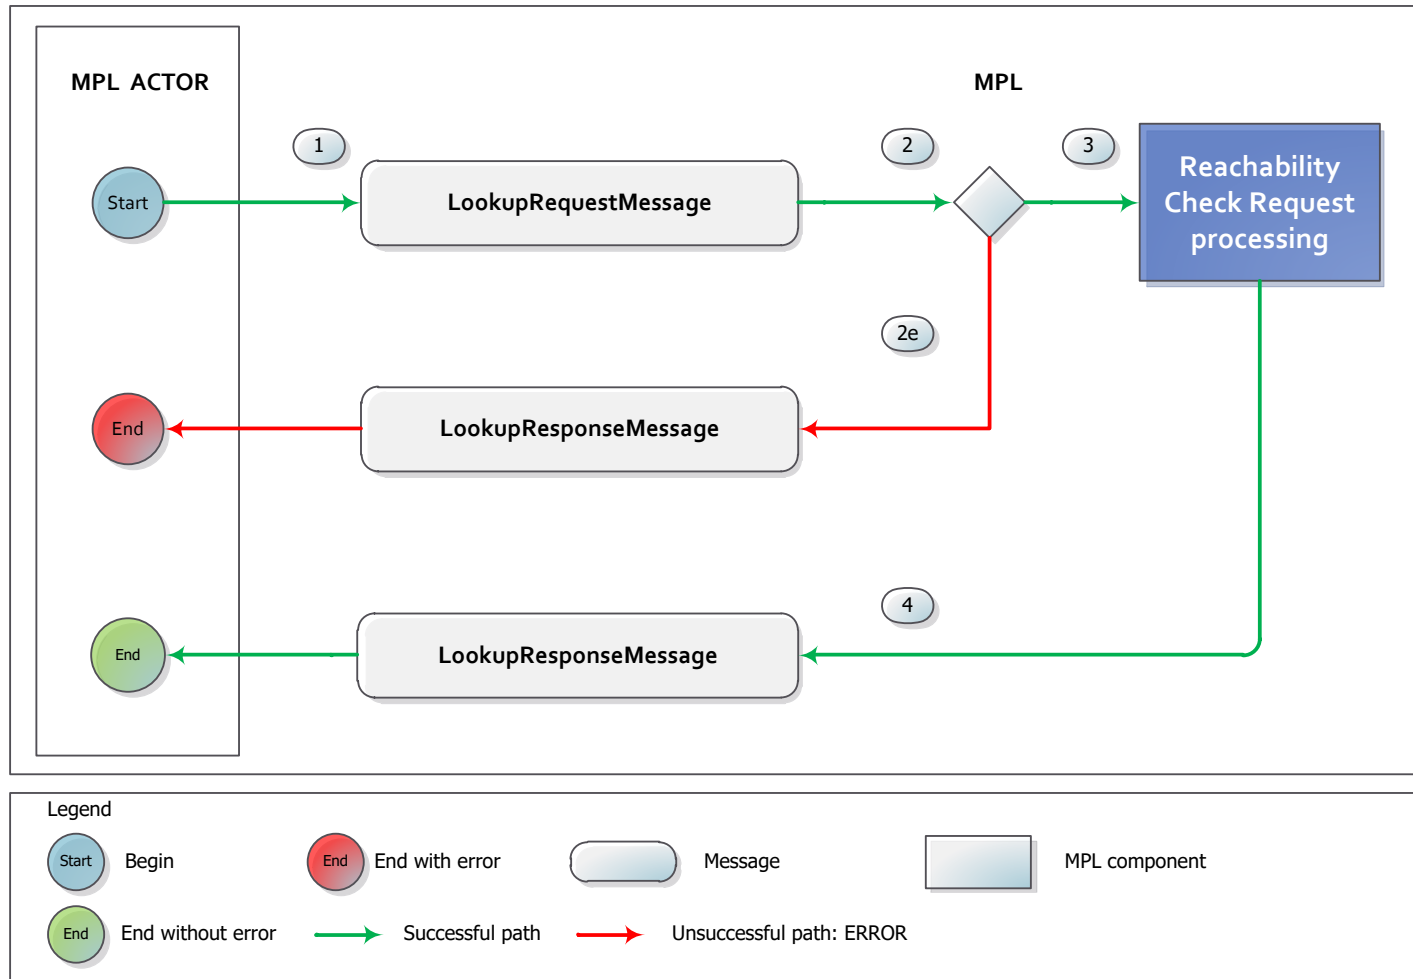 MPL ACTOR
MPL
1
2
3
Start
LookupRequestMessage
Reachability
Check Request
processing
2e
End
LookupResponseMessage
4
End
LookupResponseMessage
Legend
Start
Begin
End
End with error
Message
MPL component
End
End without error
Successful path
Unsuccessful path: ERROR